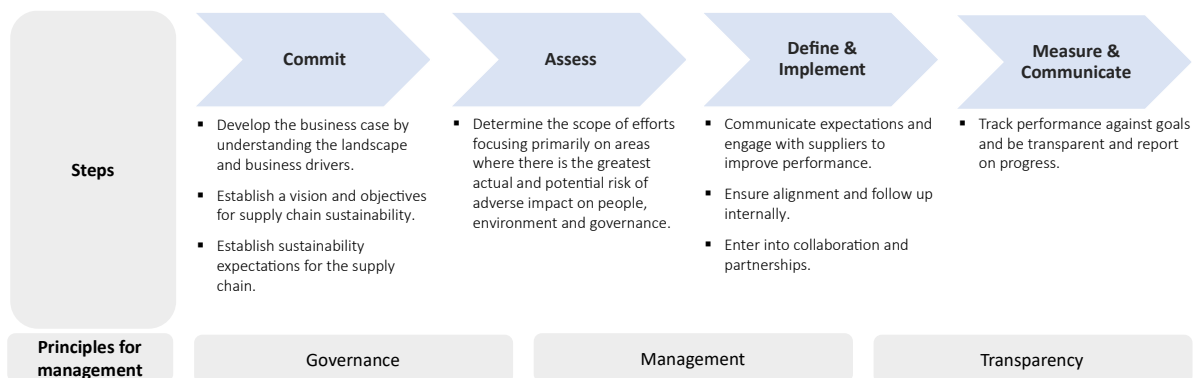 Steps
Commit
▪ Develop the business case by
understanding the landscape
and business drivers.
▪ Establish a vision and objectives
for supply chain sustainability.
▪ Establish sustainability
expectations for the supply
chain.
Assess
▪ Determine the scope of efforts
focusing primarily on areas
where there is the greatest
actual and potential risk of
adverse impact on people,
environment and governance.
Define &
Implement
▪ Communicate expectations and
engage with suppliers to
improve performance.
▪ Ensure alignment and follow up
internally.
▪ Enter into collaboration and
partnerships.
Measure &
Communicate
▪ Track performance against goals
and be transparent and report
on progress.
Principles for
management
Governance
Management
Transparency